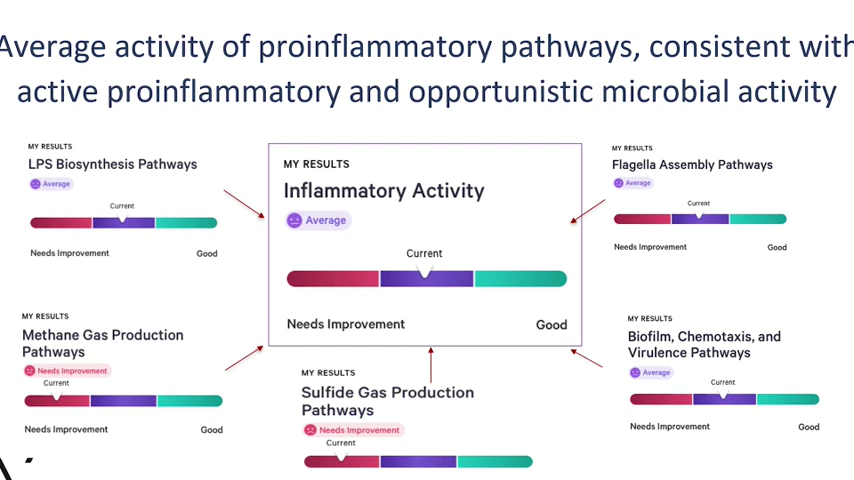 Average activity of proinflammatory pathways, consistent with
active proinflammatory and opportunistic microbial activity
MY RESULTS
LPS Biosynthesis Pathways
Average
Current
Needs Improvement Good
MY RESULTS
Inflammatory Activity
Average
Current
Needs Improvement Good
MY RESULTS
Flagella Assembly Pathways
Average
Current
Needs Improvement Good
MY RESULTS
Methane Gas Production
Pathways
Needs Improvement
Current
Needs Improvement Good
MY RESULTS
Sulfide Gas Production
Pathways
Needs Improvement
Current
MY RESULTS
Biofilm, Chemotaxis, and
Virulence Pathways
Average
Current
Needs Improvement Good